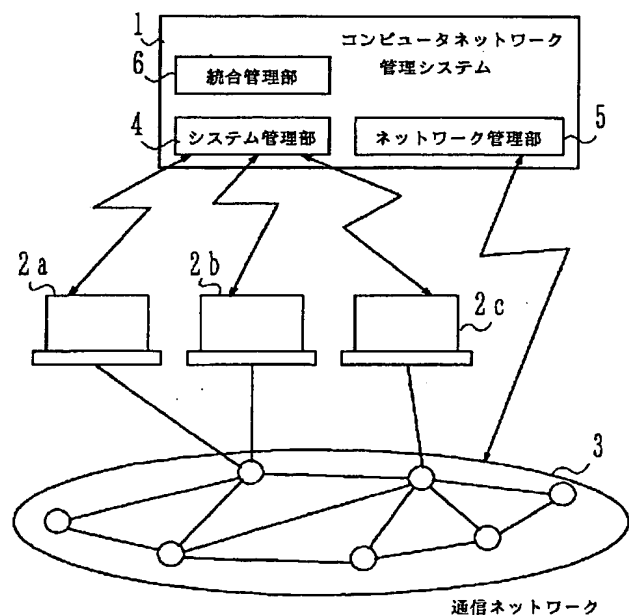 1
コンピュータネットワーク
管理システム
6
統合管理部
4
システム管理部
ネットワーク管理部
5
2a
2b
2c
3
通信ネットワーク